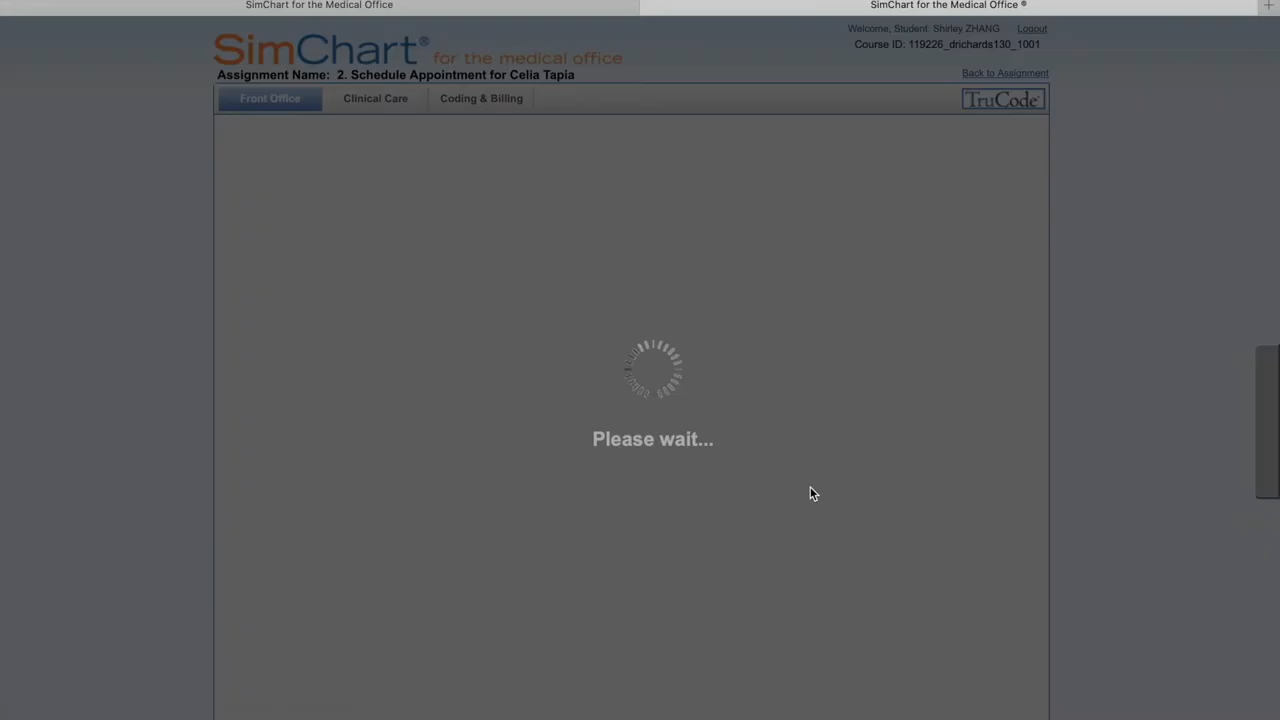 SimChart for the Medical Office
SimChart for the Medical Office ®
+
Welcome, Student: Shirley ZHANG Logout
SimChart® for the medical office
Course ID: 119226_drichards130_1001
Assignment Name: 2. Schedule Appointment for Celia Tapia
Back to Assignment
Front Office Clinical Care Coding & Billing TruCode
Please wait...